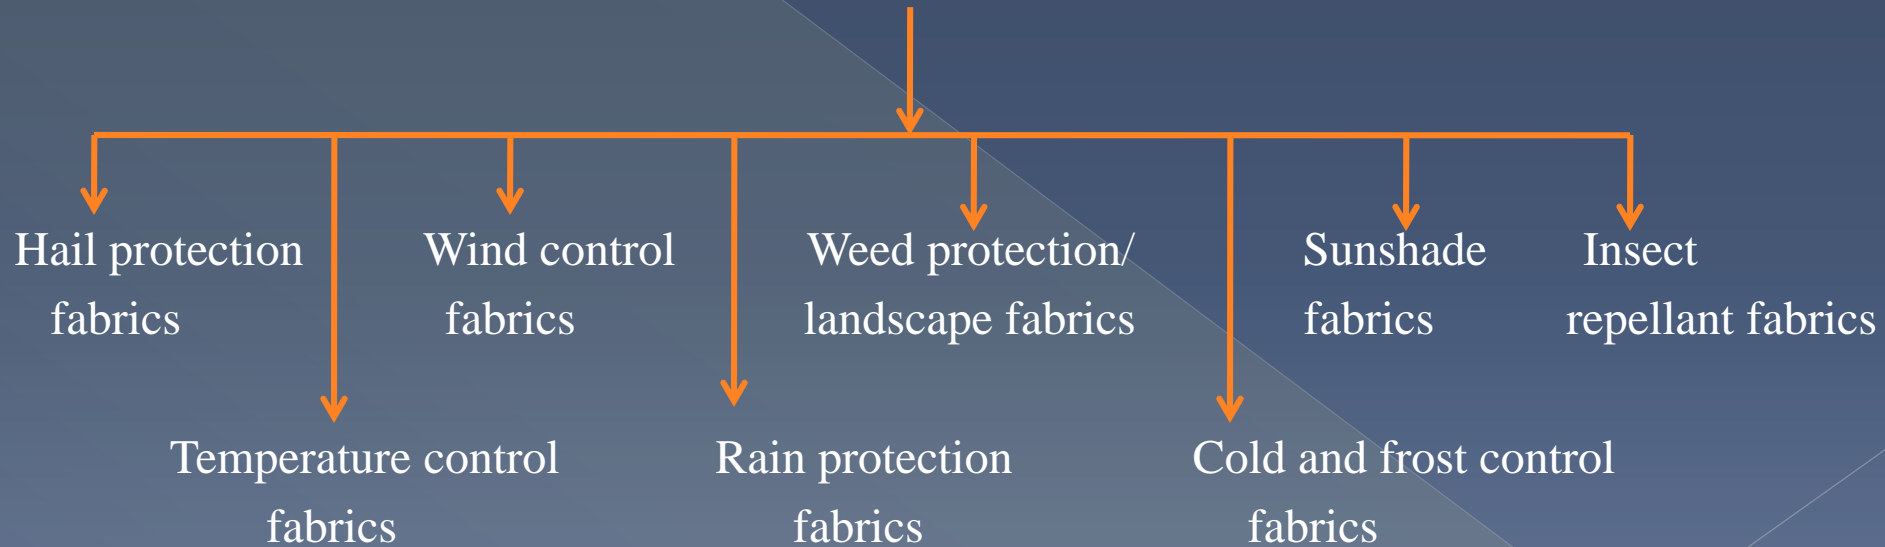 Hail protection
fabrics
Wind control
fabrics
Weed protection/
landscape fabrics
Sunshade
fabrics
Insect
repellant fabrics
Temperature control
fabrics
Rain protection
fabrics
Cold and frost control
fabrics